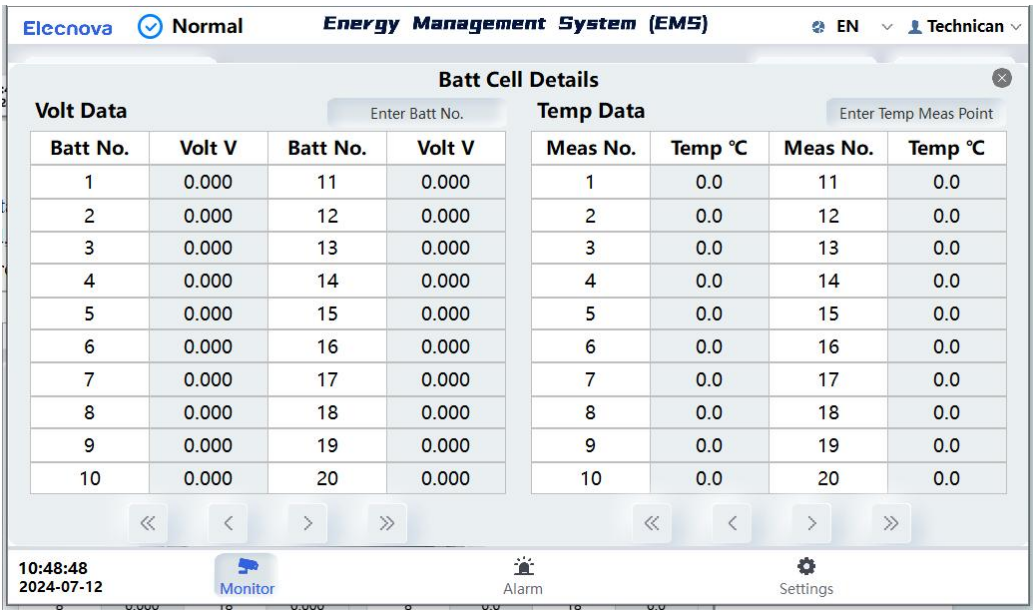 Elecnova Normal Energy Management System (EMS) EN Technican
Batt Cell Details
Volt Data Enter Batt No. Temp Data Enter Temp Meas Point
Batt No. Volt V Batt No. Volt V Meas No. Temp ℃ Meas No. Temp ℃
1 0.000 11 0.000 1 0.0 11 0.0
2 0.000 12 0.000 2 0.0 12 0.0
3 0.000 13 0.000 3 0.0 13 0.0
4 0.000 14 0.000 4 0.0 14 0.0
5 0.000 15 0.000 5 0.0 15 0.0
6 0.000 16 0.000 6 0.0 16 0.0
7 0.000 17 0.000 7 0.0 17 0.0
8 0.000 18 0.000 8 0.0 18 0.0
9 0.000 19 0.000 9 0.0 19 0.0
10 0.000 20 0.000 10 0.0 20 0.0
10:48:48
2024-07-12 Monitor Alarm Settings